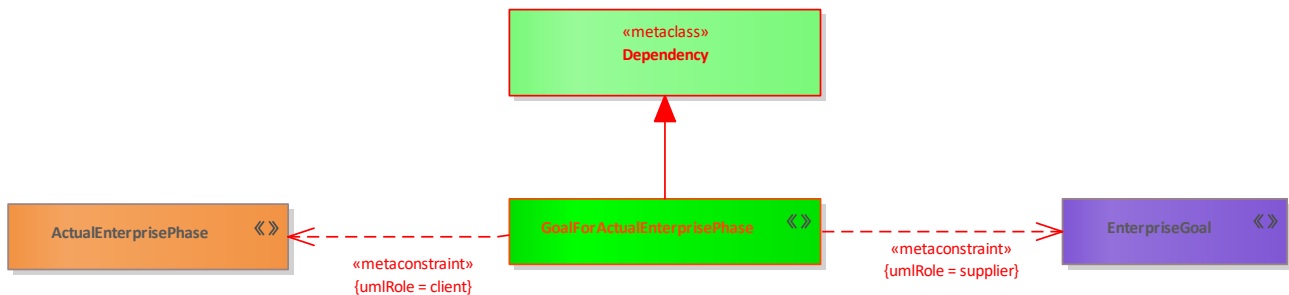 «metaclass»
Dependency
ActualEnterprisePhase
«»
GoalForActualEnterprisePhase
«»
EnterpriseGoal
«»
«metaconstraint»
{umlRole = client}
«metaconstraint»
{umlRole = supplier}